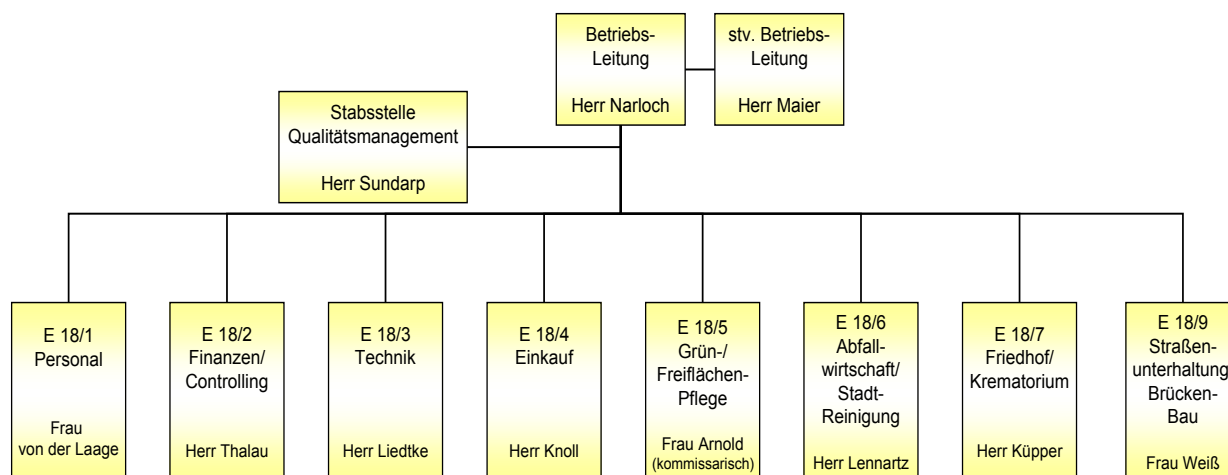 Betriebs-
Leitung
Herr Narloch
stv. Betriebs-
Leitung
Herr Maier
Stabsstelle
Qualitätsmanagement
Herr Sundarp
E 18/1
Personal
Frau
von der Laage
E 18/2
Finanzen/
Controlling
Herr Thalau
E 18/3
Technik
Herr Liedtke
E 18/4
Einkauf
Herr Knoll
E 18/5
Grün-/
Freiflächen-
Pflege
Frau Arnold
(kommissarisch)
E 18/6
Abfall-
wirtschaft/
Stadt-
Reinigung
Herr Lennartz
E 18/7
Friedhof/
Krematorium
Herr Küpper
E 18/9
Straßen-
unterhaltung
Brücken-
Bau
Frau Weiß